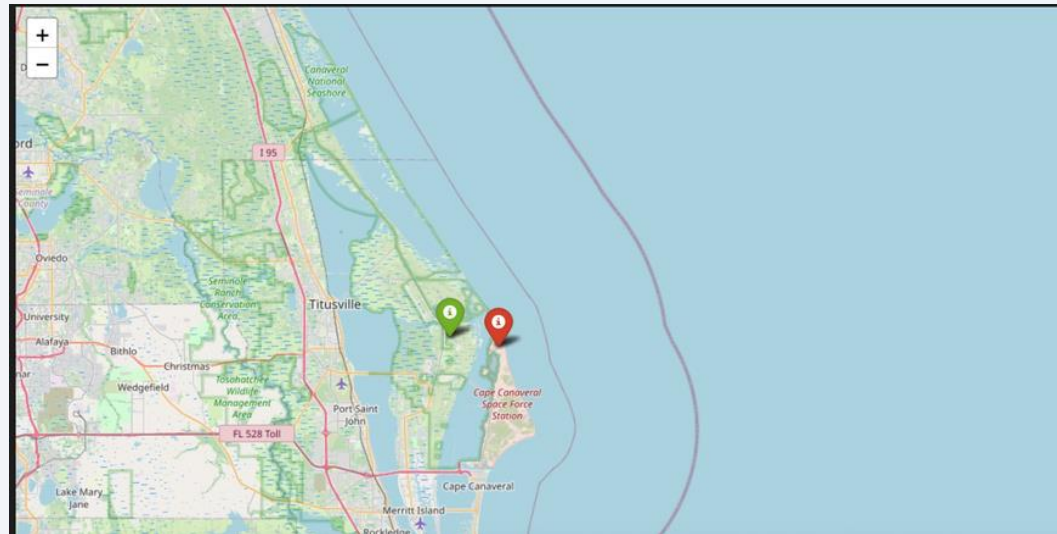 +
−
Canaveral
National
Seashore
I 95
ord
Seminole
County
Oviedo
Seminole
Ranch
Conservation
Area
Titusville
University
Alafaya
Bithlo
Christmas
Wedgefield
Tosohatchee
Wildlife
Management
Area
Port Saint
John
Cape Canaveral
Space Force
Station
FL 528 Toll
Lake Mary
Jane
Cape Canaveral
Merritt Island
Rockledge